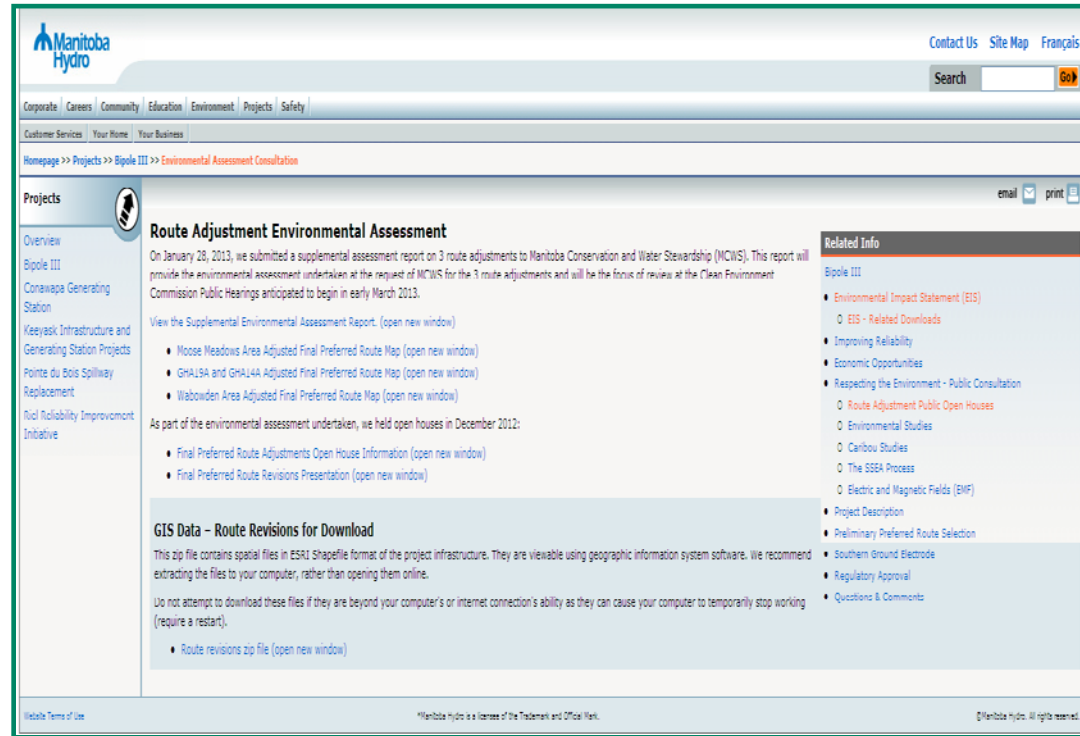 Manitoba
Hydro
Contact Us Site Map Français
Search Go
Corporate Careers Community Education Environment Projects Safety
Customer Services Your Home Your Business
Homepage >> Projects >> Bipole III >> Environmental Assessment Consultation
Projects
email print
Overview
Bipole III
Conawapa Generating
Station
Keeyask Infrastructure and
Generating Station Projects
Pointe du Bois Spillway
Replacement
Riel Reliability Improvement
Initiative
Route Adjustment Environmental Assessment
On January 28, 2013, we submitted a supplemental assessment report on 3 route adjustments to Manitoba Conservation and Water Stewardship (MCWS). This report will
provide the environmental assessment undertaken at the request of MCWS for the 3 route adjustments and will be the focus of review at the Clean Environment
Commission Public Hearings anticipated to begin in early March 2013.
View the Supplemental Environmental Assessment Report. (open new window)
• Moose Meadows Area Adjusted Final Preferred Route Map (open new window)
• GHA19A and GHA14A Adjusted Final Preferred Route Map (open new window)
• Wabowden Area Adjusted Final Preferred Route Map (open new window)
As part of the environmental assessment undertaken, we held open houses in December 2012:
• Final Preferred Route Adjustments Open House Information (open new window)
• Final Preferred Route Revisions Presentation (open new window)
GIS Data – Route Revisions for Download
This zip file contains spatial files in ESRI Shapefile format of the project infrastructure. They are viewable using geographic information system software. We recommend
extracting the files to your computer, rather than opening them online.
Do not attempt to download these files if they are beyond your computer's or internet connection's ability as they can cause your computer to temporarily stop working
(require a restart).
• Route revisions zip file (open new window)
Related Info
Bipole III
• Environmental Impact Statement (EIS)
O EIS - Related Downloads
• Improving Reliability
• Economic Opportunities
• Respecting the Environment - Public Consultation
O Route Adjustment Public Open Houses
O Environmental Studies
O Caribou Studies
O The SSEA Process
O Electric and Magnetic Fields (EMF)
• Project Description
• Preliminary Preferred Route Selection
• Southern Ground Electrode
• Regulatory Approval
• Questions & Comments
Website Terms of Use
*Manitoba Hydro is a licensee of the Trademark and Official Mark.
©Manitoba Hydro. All rights reserved.